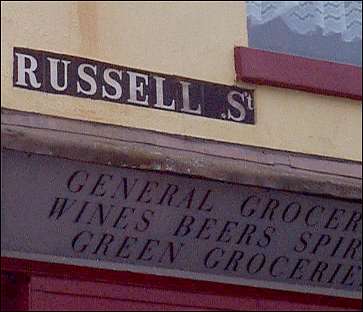 RUSSELL .St
GENERAL GROCER
WINES BEERS SPIR
GREEN GROCERIE